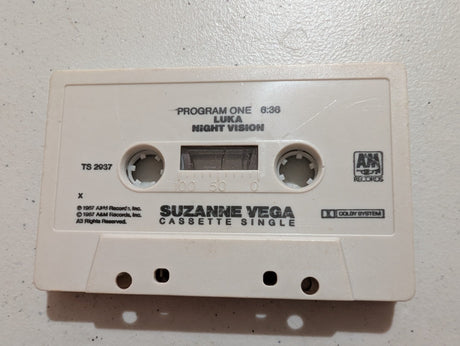 PROGRAM ONE 6:36
LUKA
NIGHT VISION
TS 2937
A&M
RECORDS
100 50 0
X
℗ 1987 A&M Records, Inc.
© 1987 A&M Records, Inc.
All Rights Reserved.
SUZANNE VEGA
CASSETTE SINGLE
DOLBY SYSTEM